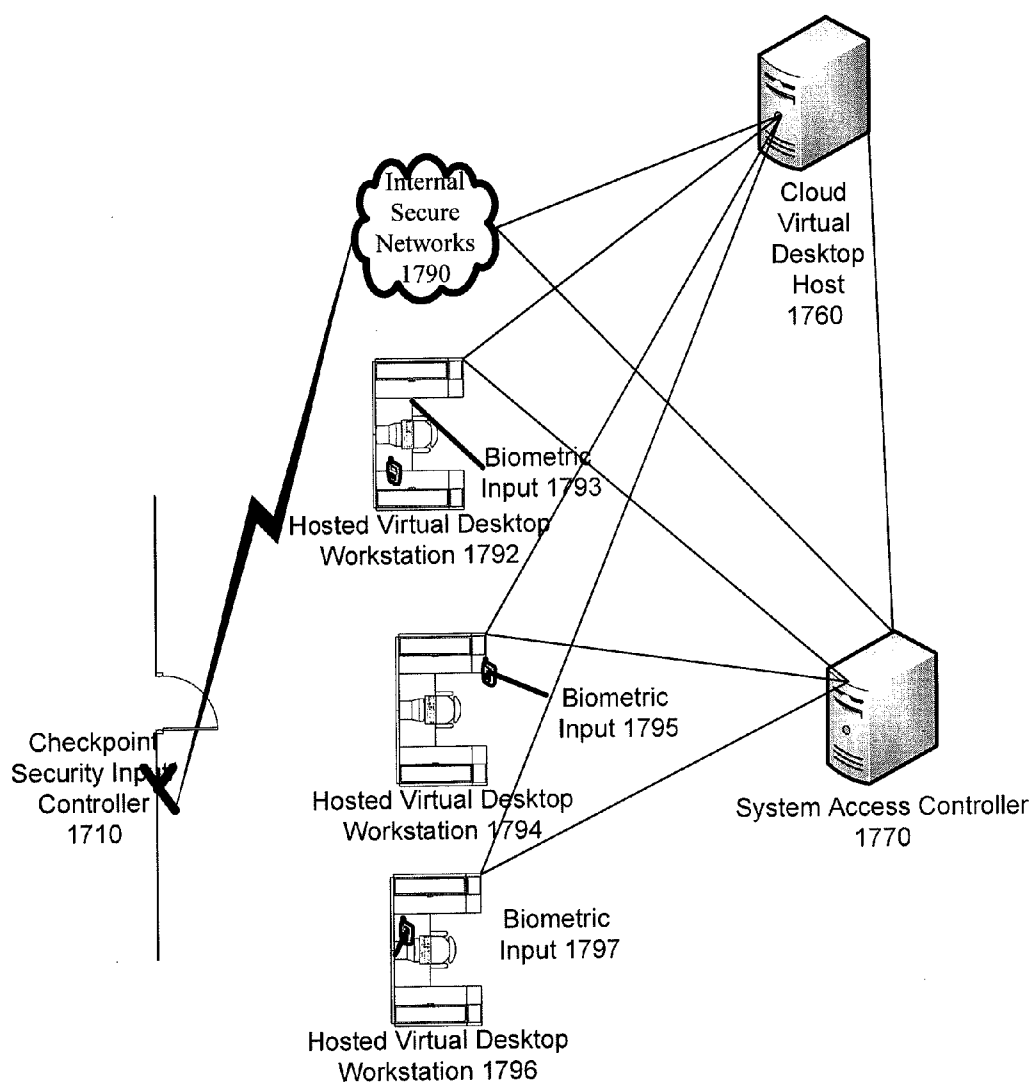 Internal
Secure
Networks
1790
Cloud
Virtual
Desktop
Host
1760
Biometric
Input 1793
Hosted Virtual Desktop
Workstation 1792
Biometric
Input 1795
Checkpoint
Security Input
Controller
1710
Hosted Virtual Desktop
Workstation 1794
System Access Controller
1770
Biometric
Input 1797
Hosted Virtual Desktop
Workstation 1796